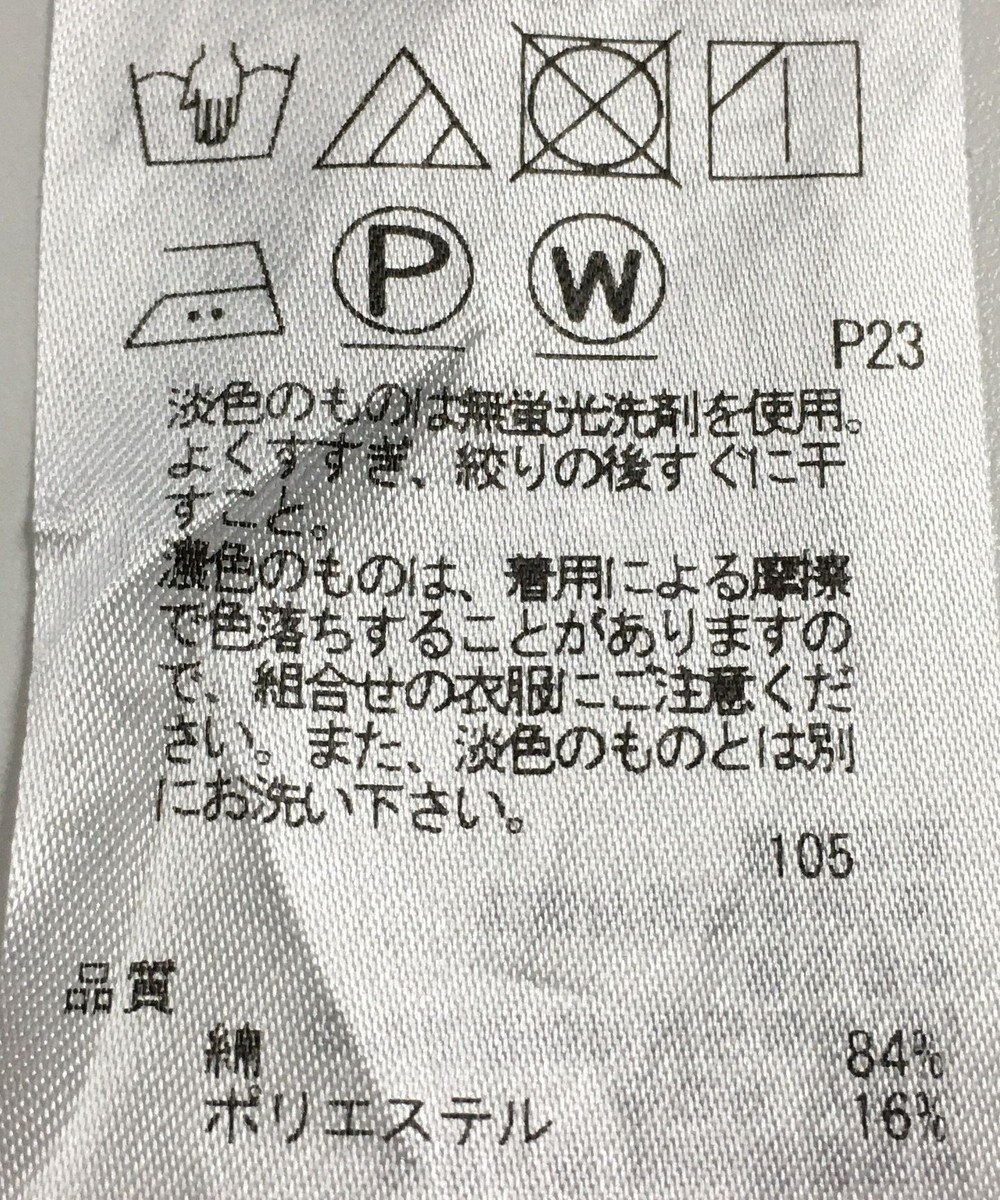 P W
P23
淡色のものは無蛍光洗剤を使用。
よくすすぎ、絞りの後すぐに干
すこと。
濃色のものは、着用による摩擦
で色落ちすることがありますの
で、組合せの衣服にご注意くだ
さい。また、淡色のものとは別
にお洗い下さい。
105
品質
綿 84%
ポリエステル 16%